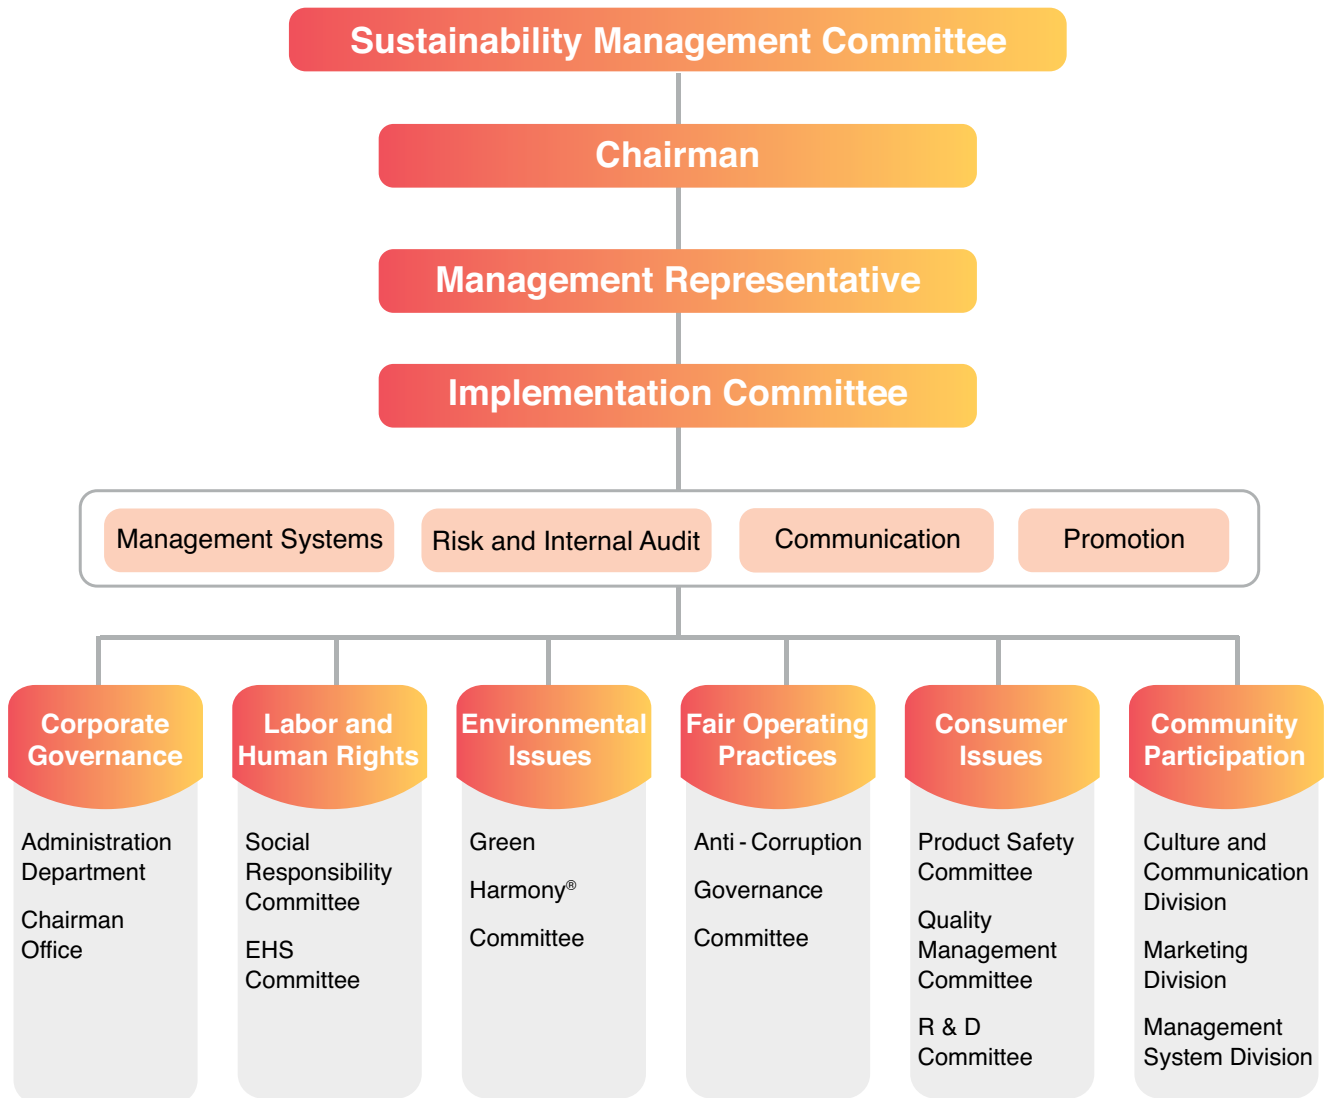 Sustainability Management Committee
Chairman
Management Representative
Implementation Committee
Management Systems
Risk and Internal Audit
Communication
Promotion
Corporate
Governance
Administration
Department
Chairman
Office
Labor and
Human Rights
Social
Responsibility
Committee
EHS
Committee
Environmental
Issues
Green
Harmony®
Committee
Fair Operating
Practices
Anti - Corruption
Governance
Committee
Consumer
Issues
Product Safety
Committee
Quality
Management
Committee
R & D
Committee
Community
Participation
Culture and
Communication
Division
Marketing
Division
Management
System Division